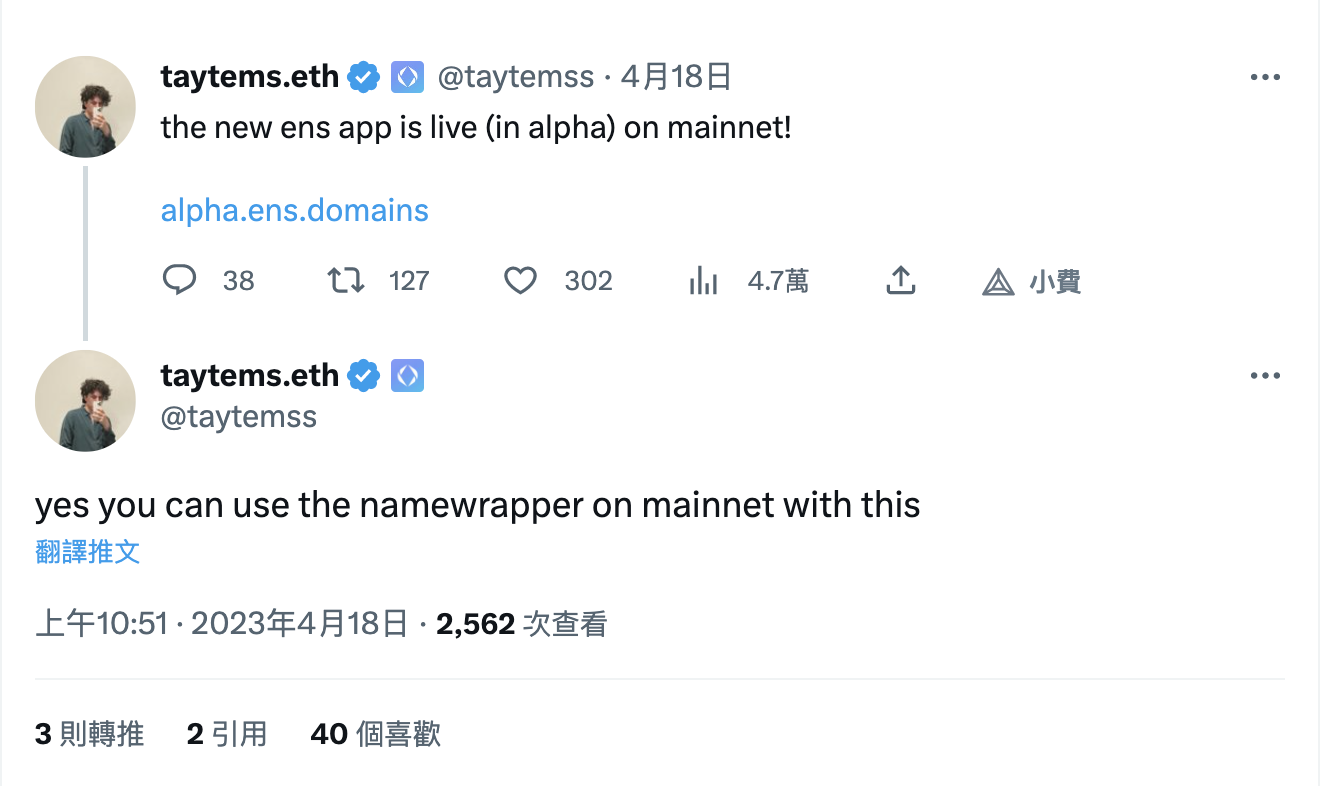 taytems.eth @taytemss · 4月18日
the new ens app is live (in alpha) on mainnet!
alpha.ens.domains
38 127 302 4.7萬 小費
taytems.eth
@taytemss
yes you can use the namewrapper on mainnet with this
翻譯推文
上午10:51 · 2023年4月18日 · 2,562 次查看
3 則轉推 2 引用 40 個喜歡